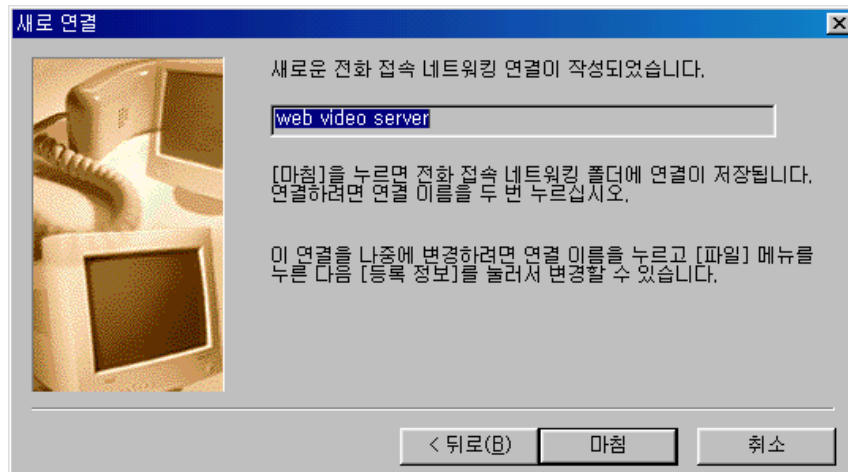 새로 연결
새로운 전화 접속 네트워킹 연결이 작성되었습니다.
web video server
[마침]을 누르면 전화 접속 네트워킹 폴더에 연결이 저장됩니다.
연결하려면 연결 이름을 두 번 누르십시오.
이 연결을 나중에 변경하려면 연결 이름을 누르고 [파일] 메뉴를
누른 다음 [등록 정보]를 눌러서 변경할 수 있습니다.
< 뒤로(B) 마침 취소